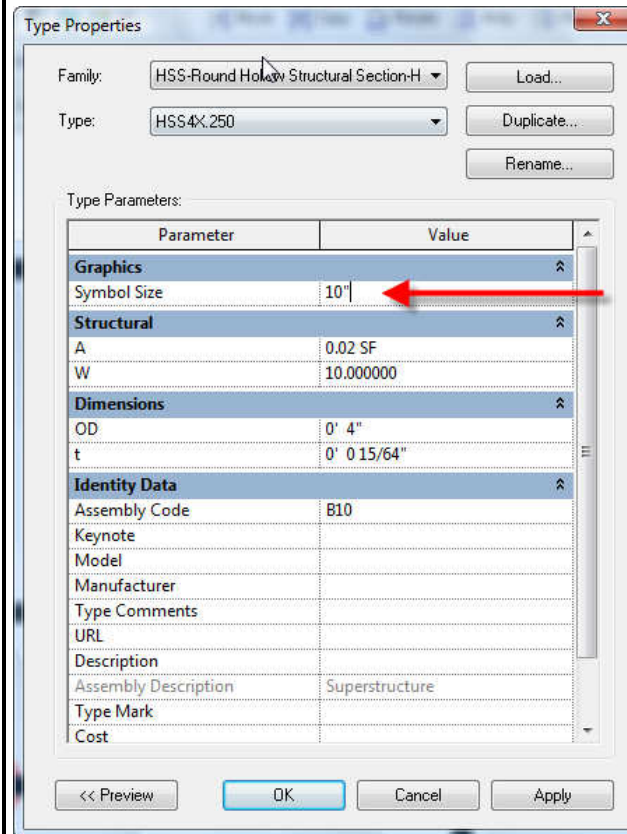 Type Properties
Family: HSS-Round Hollow Structural Section-H Load...
Type: HSS4X.250 Duplicate...
Rename...
Type Parameters:
Parameter Value
Graphics
Symbol Size 10"
Structural
A 0.02 SF
W 10.000000
Dimensions
OD 0' 4"
t 0' 0 15/64"
Identity Data
Assembly Code B10
Keynote
Model
Manufacturer
Type Comments
URL
Description
Assembly Description Superstructure
Type Mark
Cost
<< Preview OK Cancel Apply